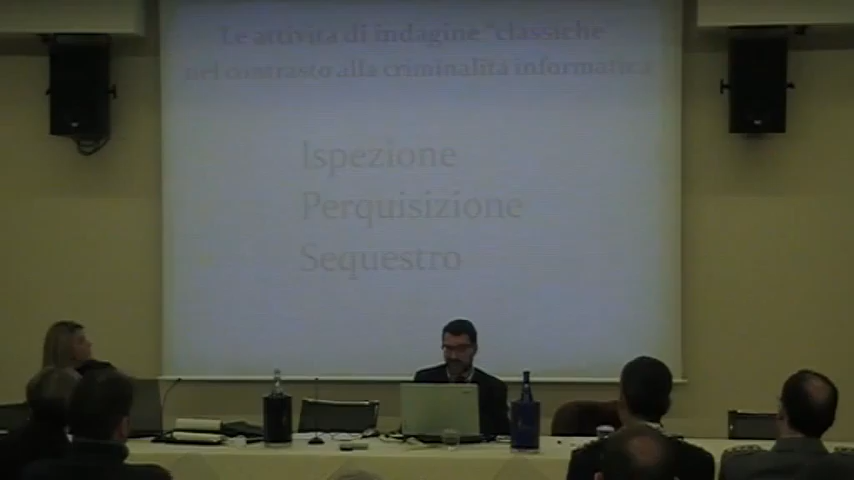 Le attività di indagine "classiche
nel contrasto alla criminalità informatica
Ispezione
Perquisizione
Sequestro